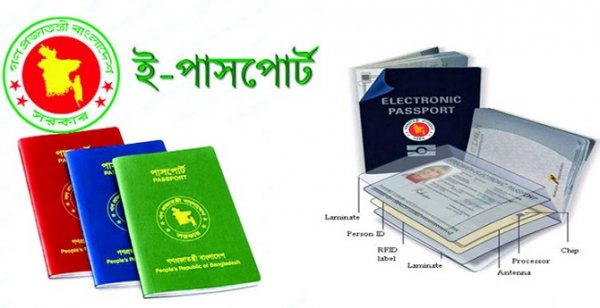 গণপ্রজাতন্ত্রী বাংলাদেশ
সরকার
ই-পাসপোর্ট
পাসপোর্ট
PASSPORT
গণপ্রজাতন্ত্রী বাংলাদেশ
People's Republic of Bangladesh
ELECTRONIC
PASSPORT
Laminate
Person ID
RFID
label
Laminate
Antenna
Processor
Chip